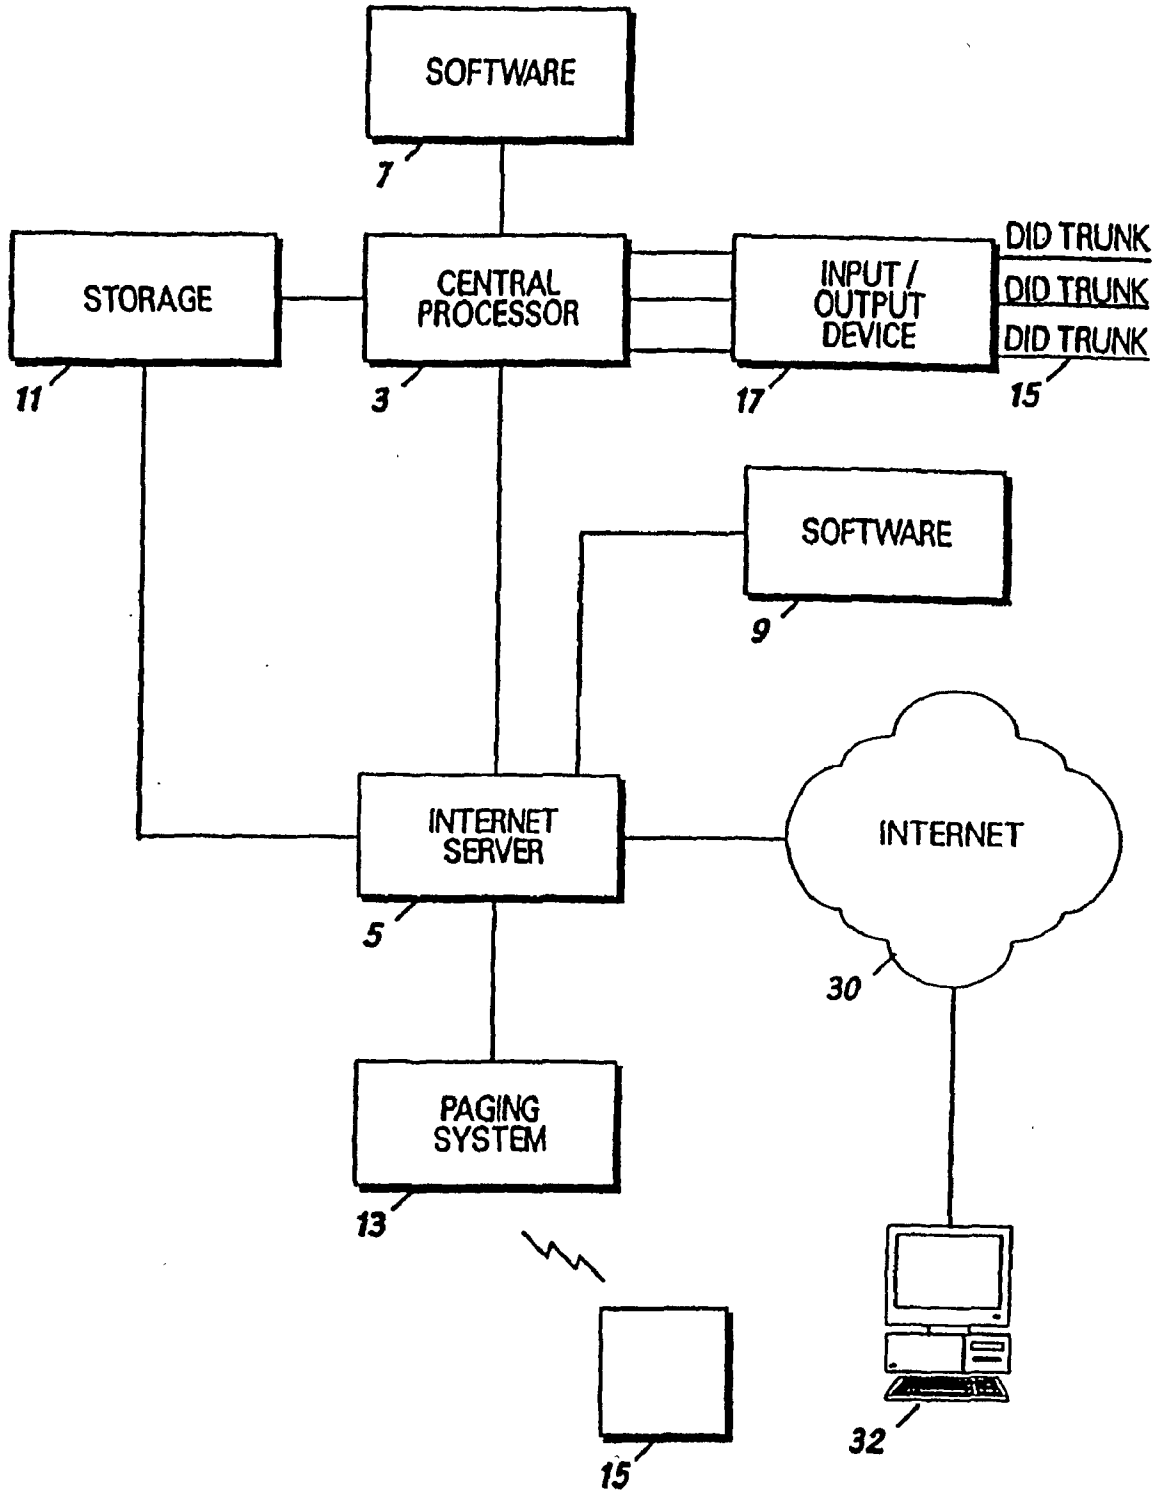 SOFTWARE
7
STORAGE
11
CENTRAL
PROCESSOR
3
INPUT /
OUTPUT
DEVICE
17
DID TRUNK
DID TRUNK
DID TRUNK
15
SOFTWARE
9
INTERNET
SERVER
5
INTERNET
30
PAGING
SYSTEM
13
15
32